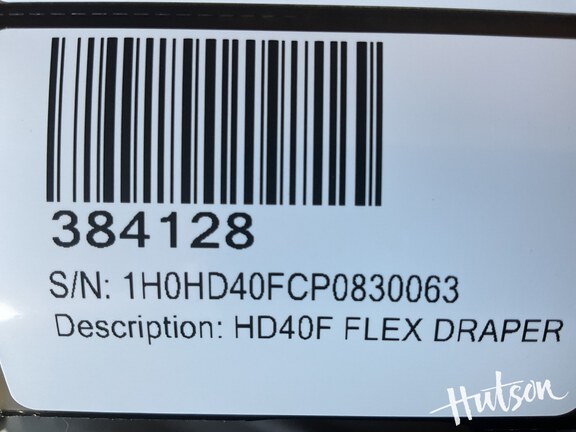 384128
S/N: 1H0HD40FCP0830063
Description: HD40F FLEX DRAPER
Hutson